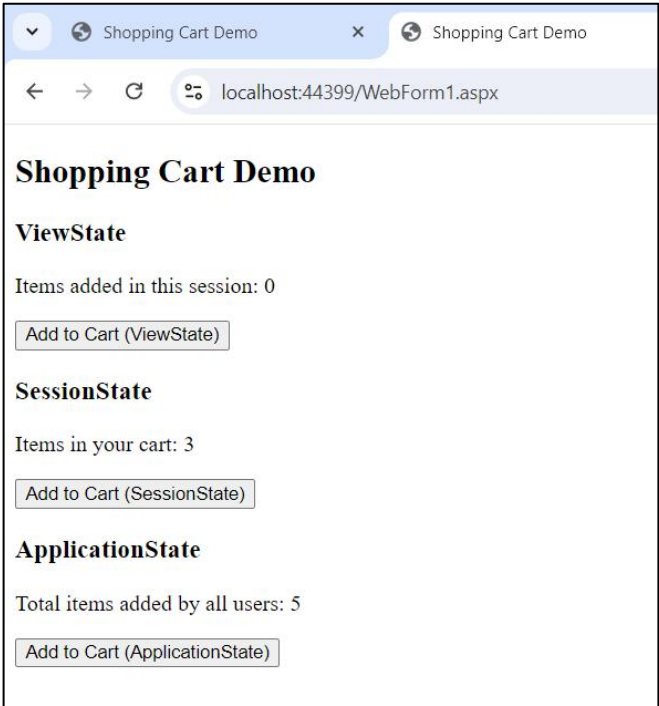 Shopping Cart Demo
Shopping Cart Demo
localhost:44399/WebForm1.aspx
Shopping Cart Demo
ViewState
Items added in this session: 0
Add to Cart (ViewState)
SessionState
Items in your cart: 3
Add to Cart (SessionState)
ApplicationState
Total items added by all users: 5
Add to Cart (ApplicationState)